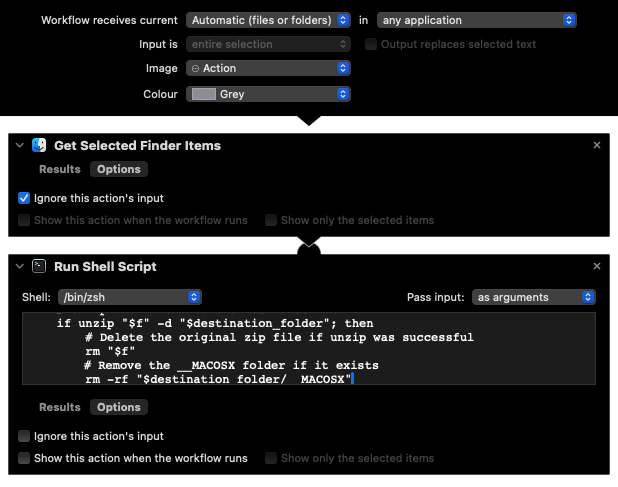 Workflow receives current Automatic (files or folders) in any application
Input is entire selection Output replaces selected text
Image Action
Colour Grey
Get Selected Finder Items
Results Options
Ignore this action's input
Show this action when the workflow runs Show only the selected items
Run Shell Script
Shell: /bin/zsh Pass input: as arguments
if unzip "$f" -d "$destination_folder"; then
# Delete the original zip file if unzip was successful
rm "$f"
# Remove the __MACOSX folder if it exists
rm -rf "$destination_folder/__MACOSX"
Results Options
Ignore this action's input
Show this action when the workflow runs Show only the selected items